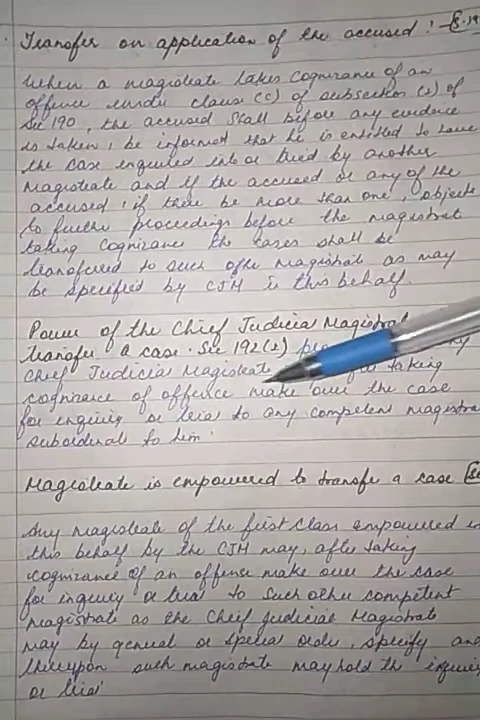 Transfer on application of the accused :- (S. 19
When a magistrate takes Cognizance of an
offence under clause (c) of subsection (1) of
Sec 190, the accused shall before any evidence
is taken, be informed that he is entitled to have
the case enquired into or tried by another
magistrate and if the accused or any of the
accused, if there be more than one, objects
to further proceedings before the magistrate
taking Cognizance the cases shall be
transferred to such other magistrate as may
be specified by CJM in this behalf.
Power of the Chief Judicial Magistrat
transfer a case. Sec 192(1)
Chief Judicial Magistrate taking
cognizance of offence make over the case
for inquiry or trial to any competent magistra
subordinate to him.
Magistrate is empowered to transfer a case (Se
Any magistrate of the first Class empowered in
this behalf by the CJM may, after taking
cognizance of an offense make over the case
for inquiry or trial to such other competent
magistrate as the Chief Judicial Magistrate
may by general or special order, specify and
thereupon such magistrate may hold the inquiry
or trial